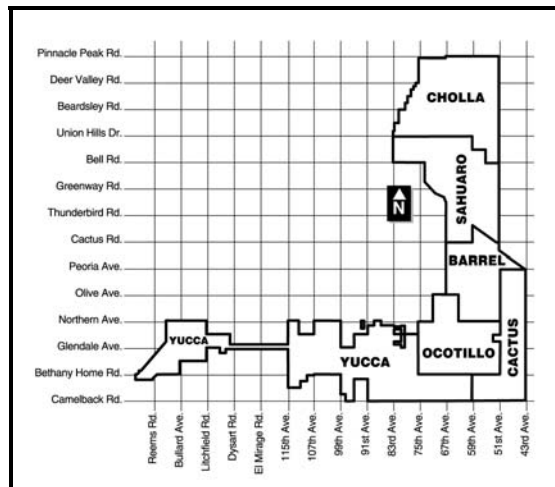 Pinnacle Peak Rd.
Deer Valley Rd.
Beardsley Rd.
Union Hills Dr.
Bell Rd.
Greenway Rd.
Thunderbird Rd.
Cactus Rd.
Peoria Ave.
Olive Ave.
Northern Ave.
Glendale Ave.
Bethany Home Rd.
Camelback Rd.
CHOLLA
SAHUARO
N
BARREL
YUCCA
YUCCA
OCOTILLO
CACTUS
Reems Rd.
Bullard Ave.
Litchfield Rd.
Dysart Rd.
El Mirage Rd.
115th Ave.
107th Ave.
99th Ave.
91st Ave.
83rd Ave.
75th Ave.
67th Ave.
59th Ave.
51st Ave.
43rd Ave.